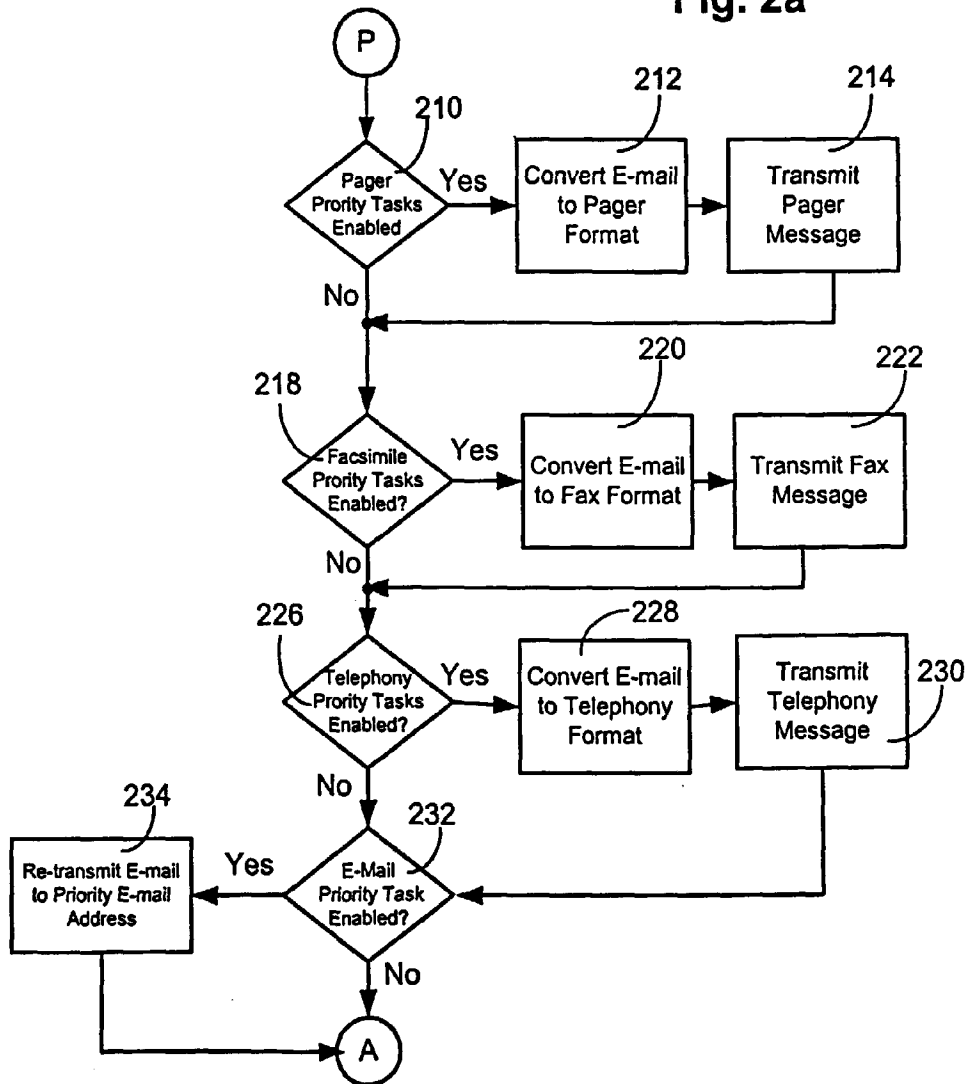 Fig. 2a
P
210
212
214
Pager
Prority Tasks
Enabled
Yes
Convert E-mail
to Pager
Format
Transmit
Pager
Message
No
218
220
222
Facsimile
Prority Tasks
Enabled?
Yes
Convert E-mail
to Fax Format
Transmit Fax
Message
No
226
228
230
Telephony
Prority Tasks
Enabled?
Yes
Convert E-mail
to Telephony
Format
Transmit
Telephony
Message
No
234
232
Re-transmit E-mail
to Priority E-mail
Address
Yes
E-Mail
Priority Task
Enabled?
No
A